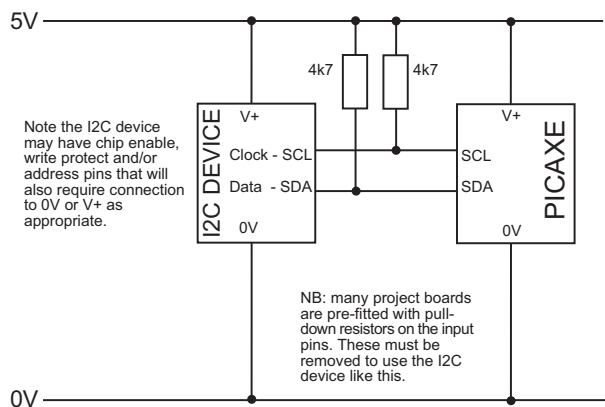 5V
4k7
4k7
V+
V+
Note the I2C device
may have chip enable,
write protect and/or
address pins that will
also require connection
to 0V or V+ as
appropriate.
I2C DEVICE
Clock - SCL
Data - SDA
0V
SCL
SDA
0V
PICAXE
NB: many project boards
are pre-fitted with pull-
down resistors on the input
pins. These must be
removed to use the I2C
device like this.
0V